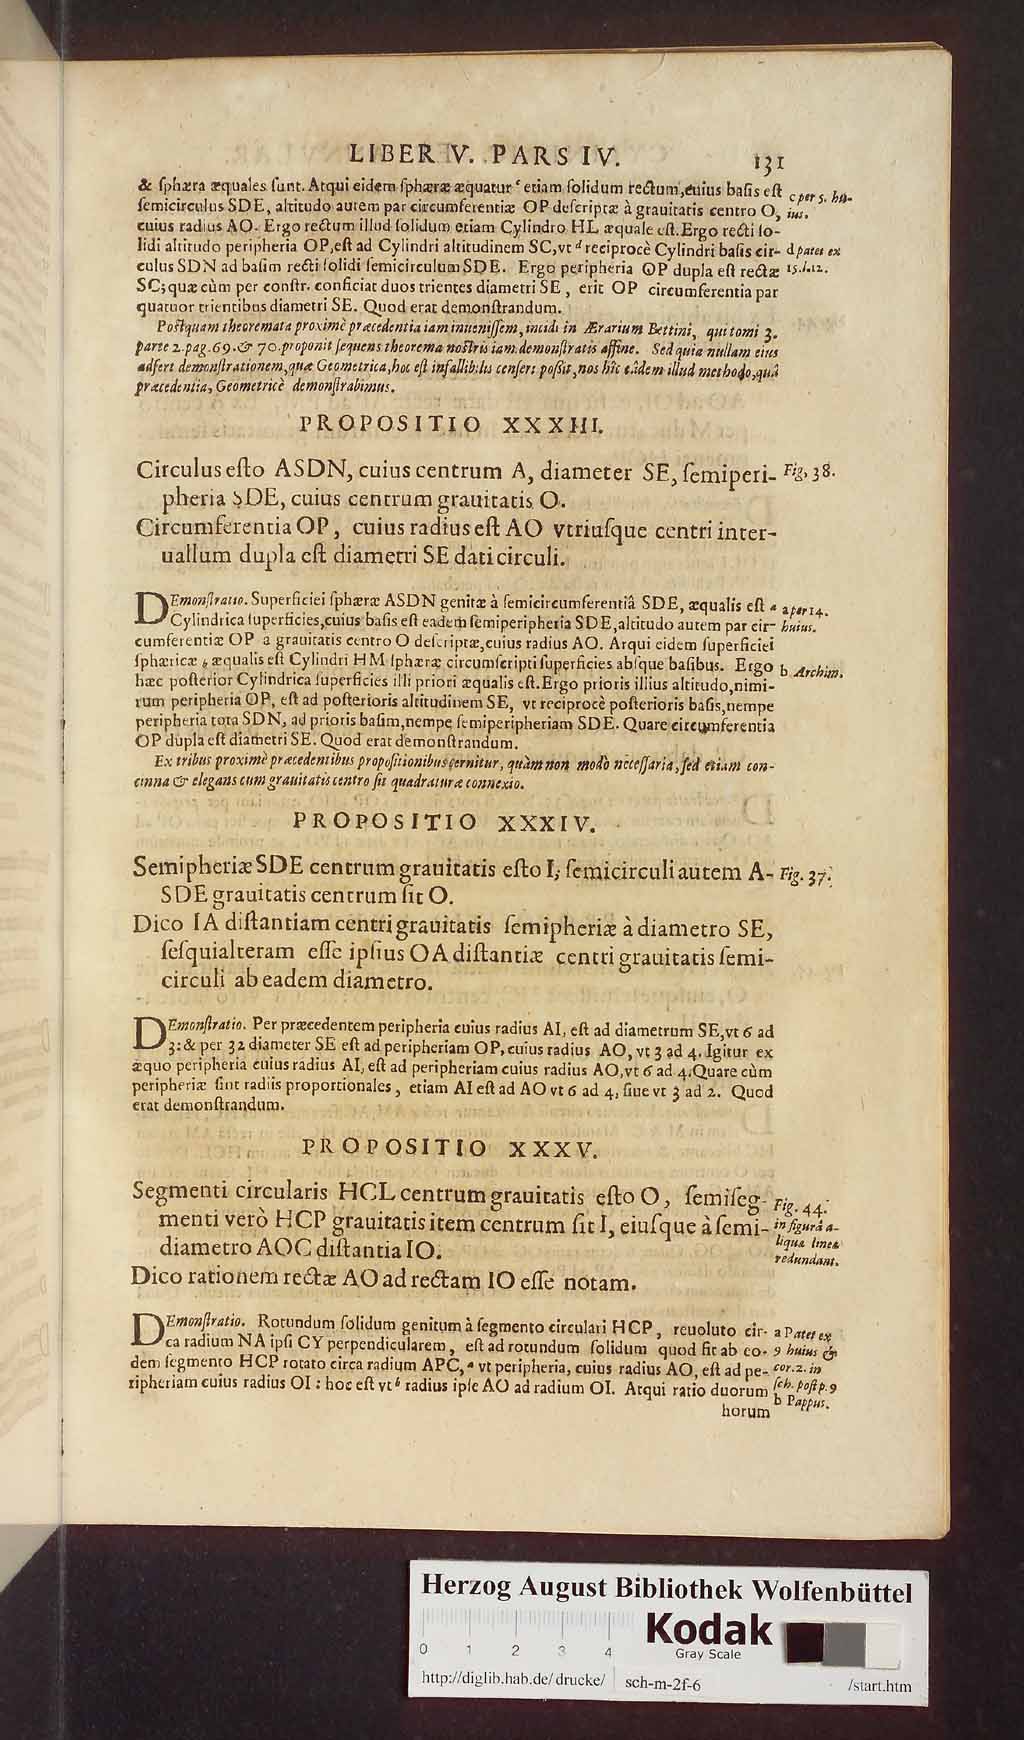 LIBER V. PARS IV. 131
& ſphæra æquales ſunt. Atqui eidem ſphæræ æquatur c etiam ſolidum rectum, cuius baſis eſt c per 5. hu-
ſemicirculus SDE, altitudo autem par circumferentiæ OP deſcriptæ à grauitatis centro O, ius.
cuius radius AO. Ergo rectum illud ſolidum etiam Cylindro HL æquale eſt. Ergo recti ſo-
lidi altitudo peripheria OP, eſt ad Cylindri altitudinem SC, vt d reciprocè Cylindri baſis cir- d patet ex
culus SDN ad baſim recti ſolidi ſemicirculum SDE. Ergo peripheria OP dupla eſt rectæ 15.l.12.
SC; quæ cùm per conſtr. conficiat duos trientes diametri SE, erit OP circumferentia par
quatuor trientibus diametri SE. Quod erat demonſtrandum.
Poſtquam theoremata proximè præcedentia iam inueniſſem, incidi in Ærarium Bettini, qui tomi 3.
parte 2. pag. 69. & 70. proponit ſequens theorema noſtris iam demonſtratis affine. Sed quia nullam eius
adfert demonſtrationem, quæ Geometrica, hoc eſt infallibilis cenſeri poſsit, nos hîc eâdem illud methodo, quâ
præcedentia, Geometricè demonſtrabimus.
PROPOSITIO XXXIII.
Circulus eſto ASDN, cuius centrum A, diameter SE, ſemiperi- Fig. 38.
pheria SDE, cuius centrum grauitatis O.
Circumferentia OP, cuius radius eſt AO vtriuſque centri inter-
uallum dupla eſt diametri SE dati circuli.
DEmonſtratio. Superficiei ſphæræ ASDN genitæ à ſemicircumferentiâ SDE, æqualis eſt a a per 14.
Cylindrica ſuperficies, cuius baſis eſt eadem ſemiperipheria SDE, altitudo autem par cir- huius.
cumferentiæ OP a grauitatis centro O deſcriptæ, cuius radius AO. Atqui eidem ſuperficiei
ſphæricæ b æqualis eſt Cylindri HM ſphæræ circumſcripti ſuperficies abſque baſibus. Ergo b Archim.
hæc poſterior Cylindrica ſuperficies illi priori æqualis eſt. Ergo prioris illius altitudo, nimi-
rum peripheria OP, eſt ad poſterioris altitudinem SE, vt reciprocè poſterioris baſis, nempe
peripheria tota SDN, ad prioris baſim, nempe ſemiperipheriam SDE. Quare circumferentia
OP dupla eſt diametri SE. Quod erat demonſtrandum.
Ex tribus proximè præcedentibus propoſitionibus cernitur, quàm non modò neceſſaria, ſed etiam con-
cinna & elegans cum grauitatis centro ſit quadraturæ connexio.
PROPOSITIO XXXIV.
Semipheriæ SDE centrum grauitatis eſto I; ſemicirculi autem A- Fig. 37.
SDE grauitatis centrum ſit O.
Dico IA diſtantiam centri grauitatis ſemipheriæ à diametro SE,
ſeſquialteram eſſe ipſius OA diſtantiæ centri grauitatis ſemi-
circuli ab eadem diametro.
DEmonſtratio. Per præcedentem peripheria cuius radius AI, eſt ad diametrum SE, vt 6 ad
3: & per 32 diameter SE eſt ad peripheriam OP, cuius radius AO, vt 3 ad 4. Igitur ex
æquo peripheria cuius radius AI, eſt ad peripheriam cuius radius AO, vt 6 ad 4. Quare cùm
peripheriæ ſint radiis proportionales, etiam AI eſt ad AO vt 6 ad 4, ſiue vt 3 ad 2. Quod
erat demonſtrandum.
PROPOSITIO XXXV.
Segmenti circularis HCL centrum grauitatis eſto O, ſemiſeg- Fig. 44.
menti verò HCP grauitatis item centrum ſit I, eiuſque à ſemi- in figurâ a-
diametro AOC diſtantia IO. liquæ lineæ
redundant.
Dico rationem rectæ AO ad rectam IO eſſe notam.
DEmonſtratio. Rotundum ſolidum genitum à ſegmento circulari HCP, reuoluto cir- a Patet ex
ca radium NA ipſi CY perpendicularem, eſt ad rotundum ſolidum quod fit ab eo- 9 huius &
dem ſegmento HCP rotato circa radium APC, a vt peripheria, cuius radius AO, eſt ad pe- cor. 2. in
ripheriam cuius radius OI: hoc eſt vt b radius ipſe AO ad radium OI. Atqui ratio duorum ſch. poſt p. 9
b Pappus.
horum
Herzog August Bibliothek Wolfenbüttel
Kodak
Gray Scale
0 1 2 3 4
http://diglib.hab.de/drucke/ sch-m-2f-6 /start.htm